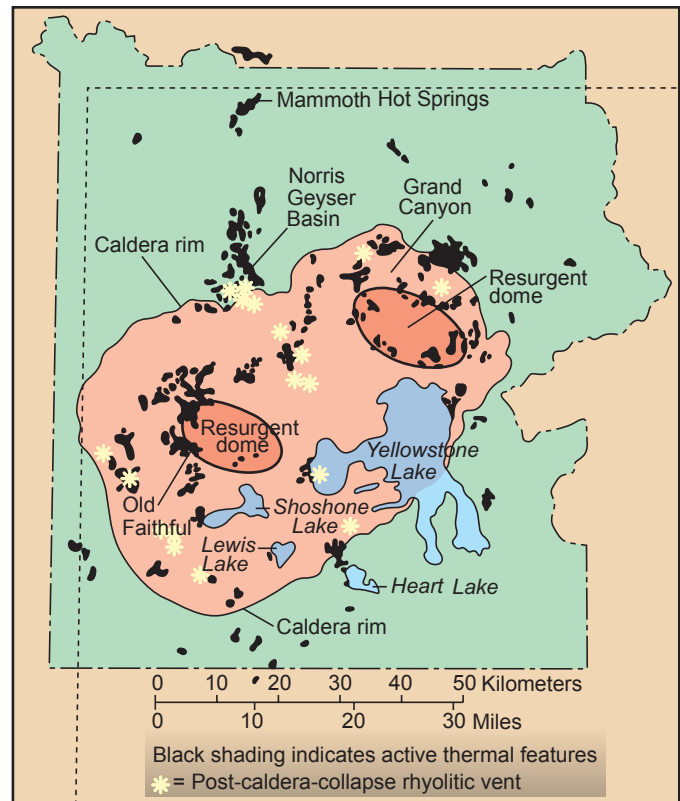 Mammoth Hot Springs
Norris
Geyser
Basin
Grand
Canyon
Caldera rim
Resurgent
dome
Resurgent
dome
Yellowstone
Lake
Old
Faithful
Shoshone
Lake
Lewis
Lake
Heart Lake
Caldera rim
0 10 20 30 40 50 Kilometers
0 10 20 30 Miles
Black shading indicates active thermal features
= Post-caldera-collapse rhyolitic vent